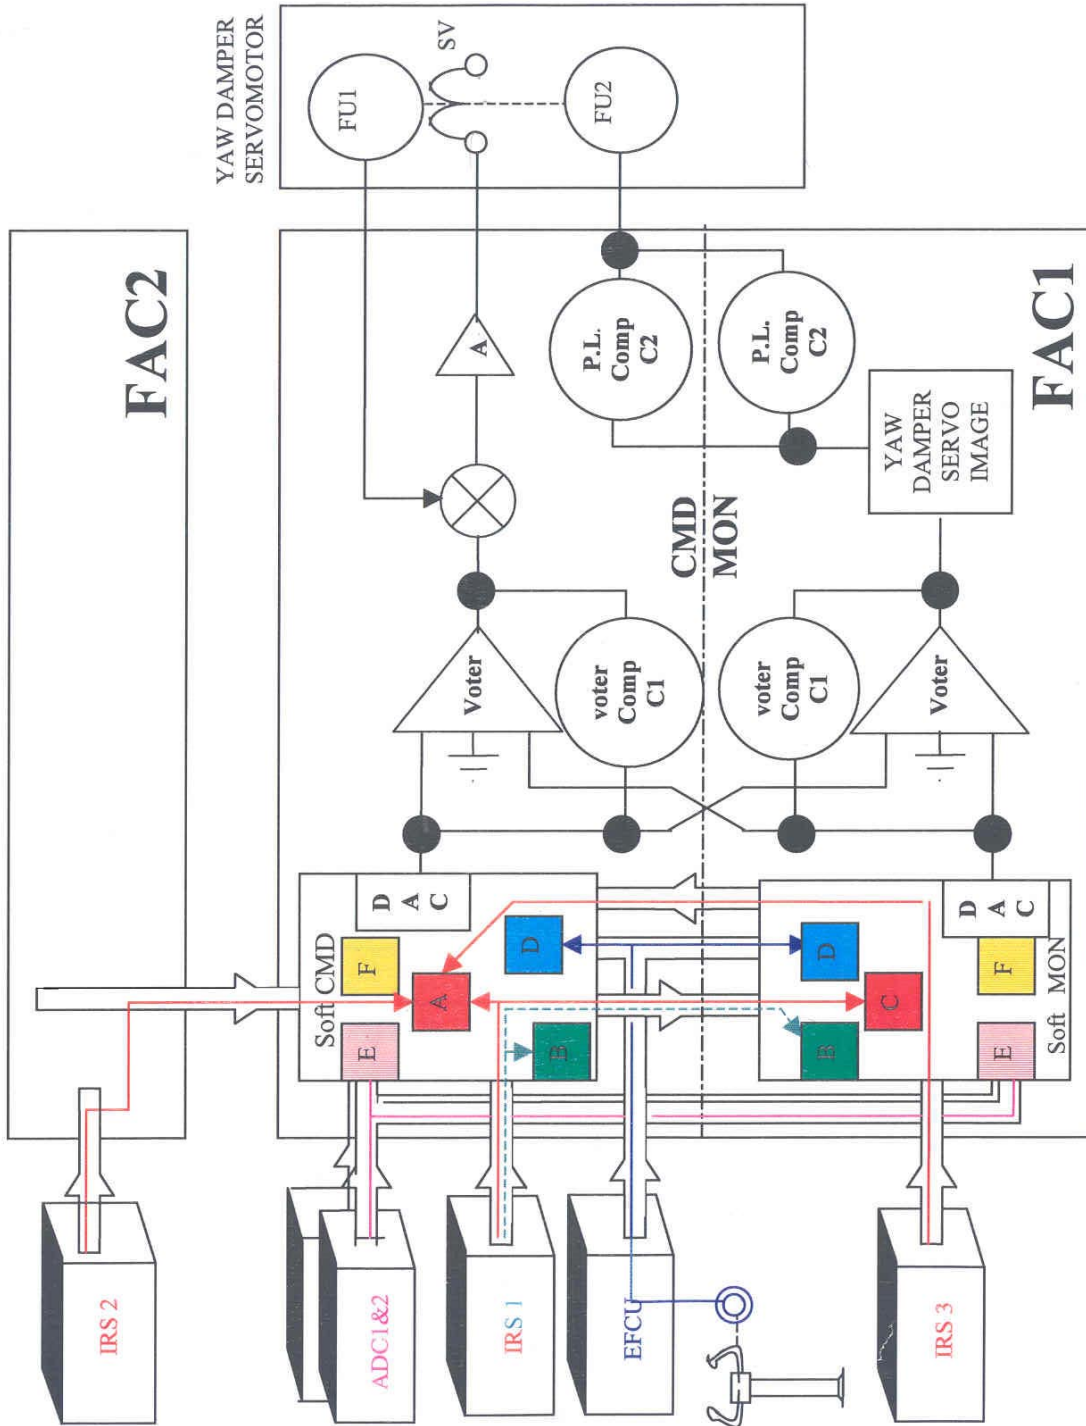 YAW DAMPER
SERVOMOTOR
FU1
SV
FU2
FAC2
FAC1
A
P.L.
Comp
C2
P.L.
Comp
C2
YAW
DAMPER
SERVO
IMAGE
CMD
MON
Voter
voter
Comp
C1
voter
Comp
C1
Voter
D
A
C
D
A
C
Soft CMD
F
E
A
D
B
D
B
C
F
E
Soft MON
IRS 2
ADC1&2
IRS 1
EFCU
IRS 3